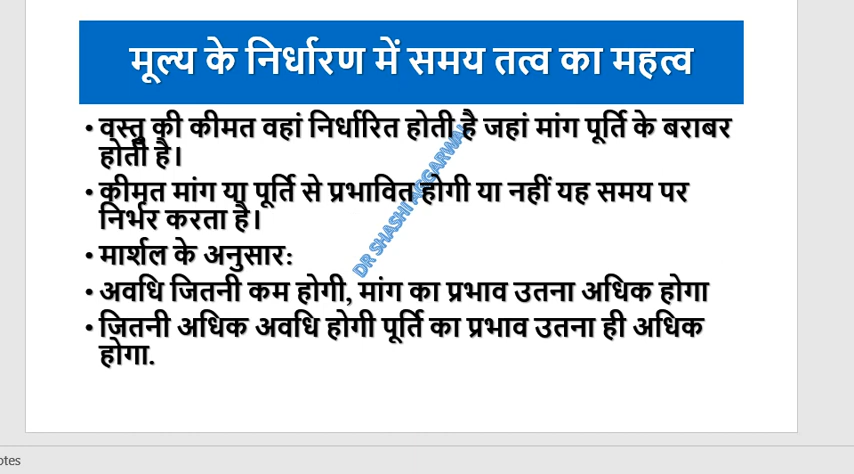 मूल्य के निर्धारण में समय तत्व का महत्व
• वस्तु की कीमत वहां निर्धारित होती है जहां मांग पूर्ति के बराबर
होती है।
• कीमत मांग या पूर्ति से प्रभावित होगी या नहीं यह समय पर
निर्भर करता है।
• मार्शल के अनुसार:
• अवधि जितनी कम होगी, मांग का प्रभाव उतना अधिक होगा
• जितनी अधिक अवधि होगी पूर्ति का प्रभाव उतना ही अधिक
होगा.
DR SHASHI AGGARWAL
otes